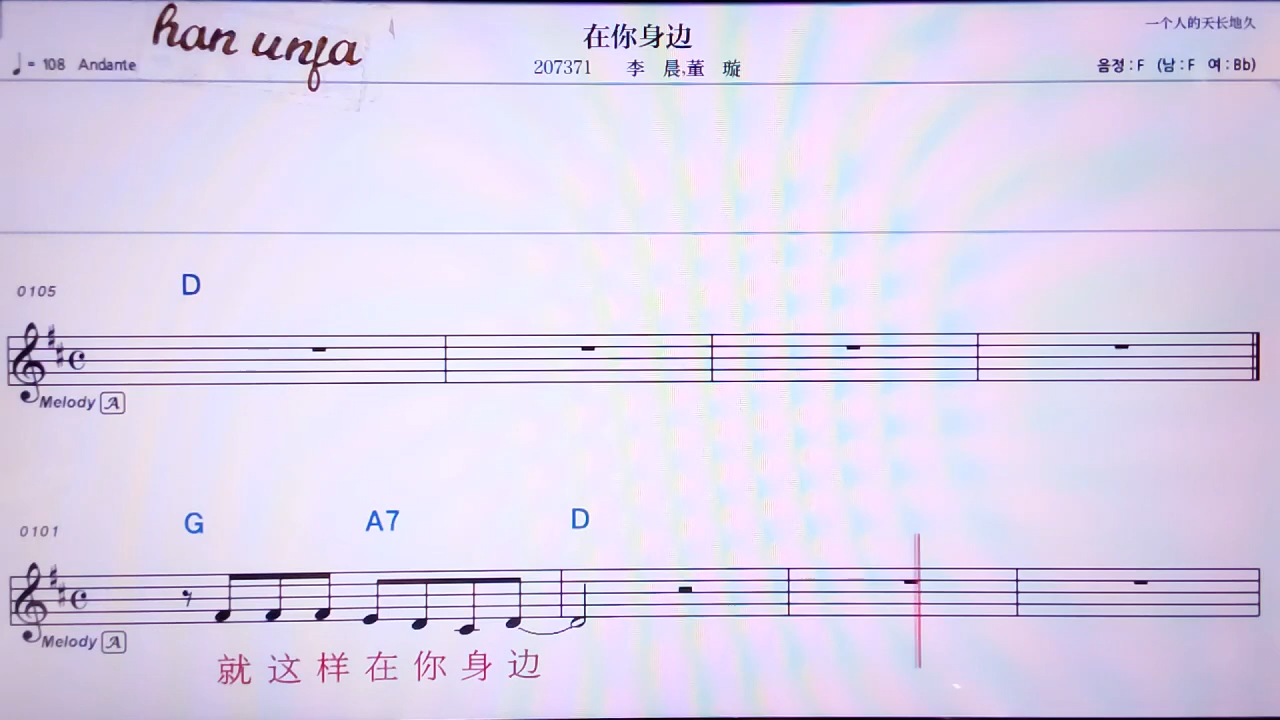 han unfa
在你身边
一个人的天长地久
♩= 108 Andante
207371 李 晨,董 璇
음정 : F (남 : F 여 : Bb)
D
0105
Melody A
G A7 D
0101
Melody A
就 这 样 在 你 身 边